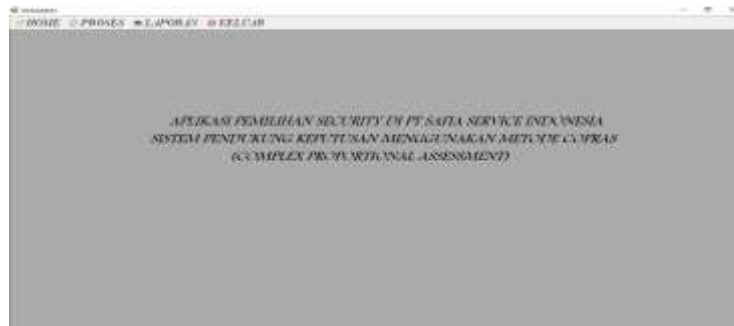 HOME PROSES LAPORAN KELUAR
APLIKASI PEMILIHAN SECURITY DI PT SAFTA SERVICE INDONESIA
SISTEM PENDUKUNG KEPUTUSAN MENGGUNAKAN METODE COPRAS
(COMPLEX PROPORTIONAL ASSESSMENT)